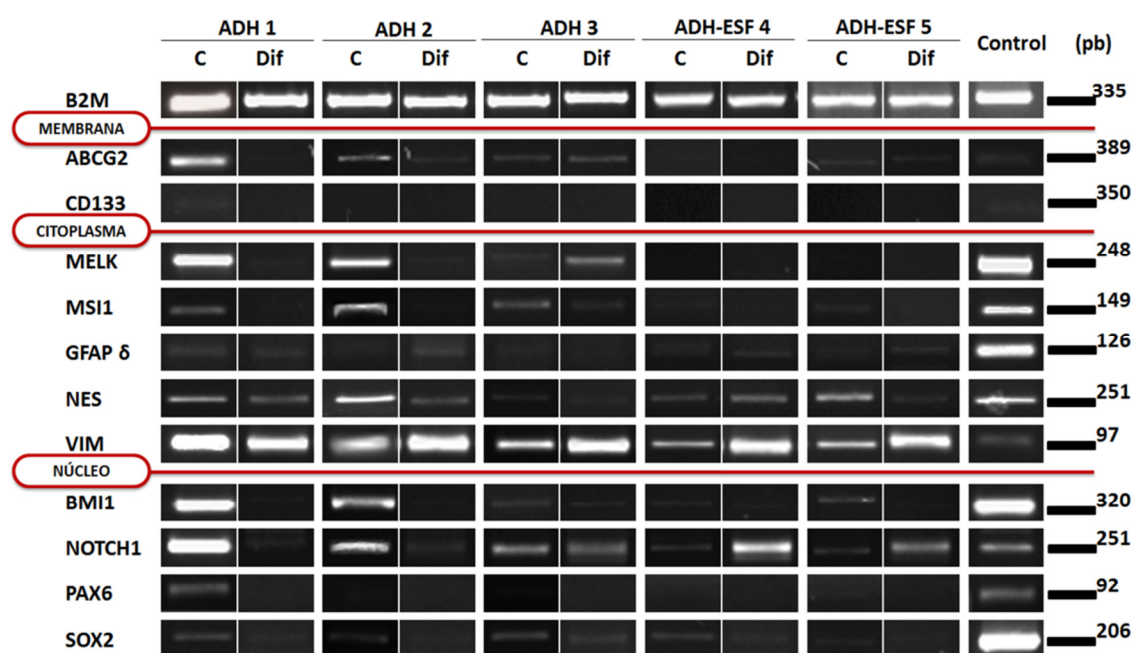 ADH 1 ADH 2 ADH 3 ADH-ESF 4 ADH-ESF 5 Control (pb)
C Dif C Dif C Dif C Dif C Dif
B2M 335
MEMBRANA
ABCG2 389
CD133 350
CITOPLASMA
MELK 248
MSI1 149
GFAP δ 126
NES 251
VIM 97
NÚCLEO
BMI1 320
NOTCH1 251
PAX6 92
SOX2 206